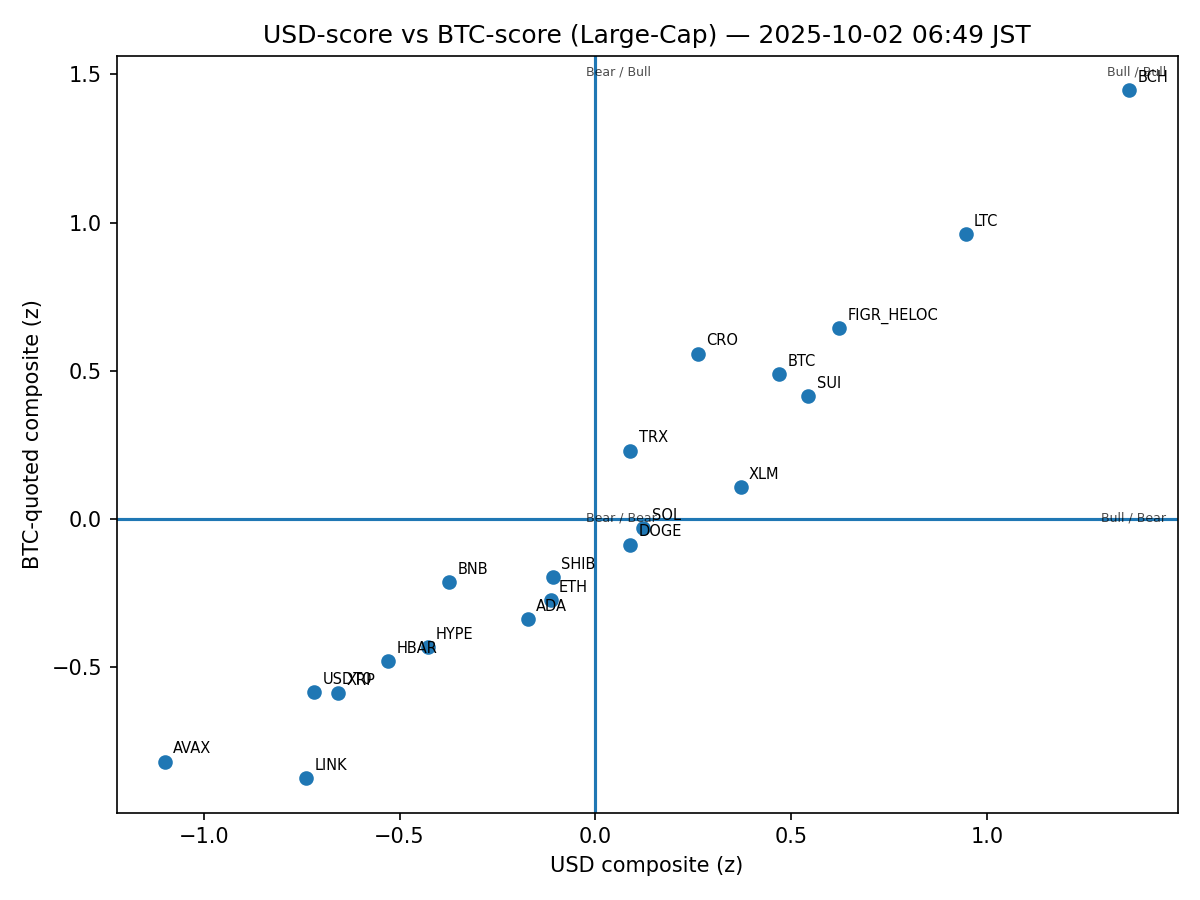 USD-score vs BTC-score (Large-Cap) — 2025-10-02 06:49 JST
Bear / Bull
Bull / Bull
BCH
LTC
FIGR_HELOC
CRO
BTC
SUI
TRX
XLM
Bear / Bear
SOL
Bull / Bear
DOGE
SHIB
BNB
ETH
ADA
HYPE
HBAR
USDT0
XRP
AVAX
LINK
1.5
1.0
0.5
0.0
−0.5
−1.0
−0.5
0.0
0.5
1.0
BTC-quoted composite (z)
USD composite (z)